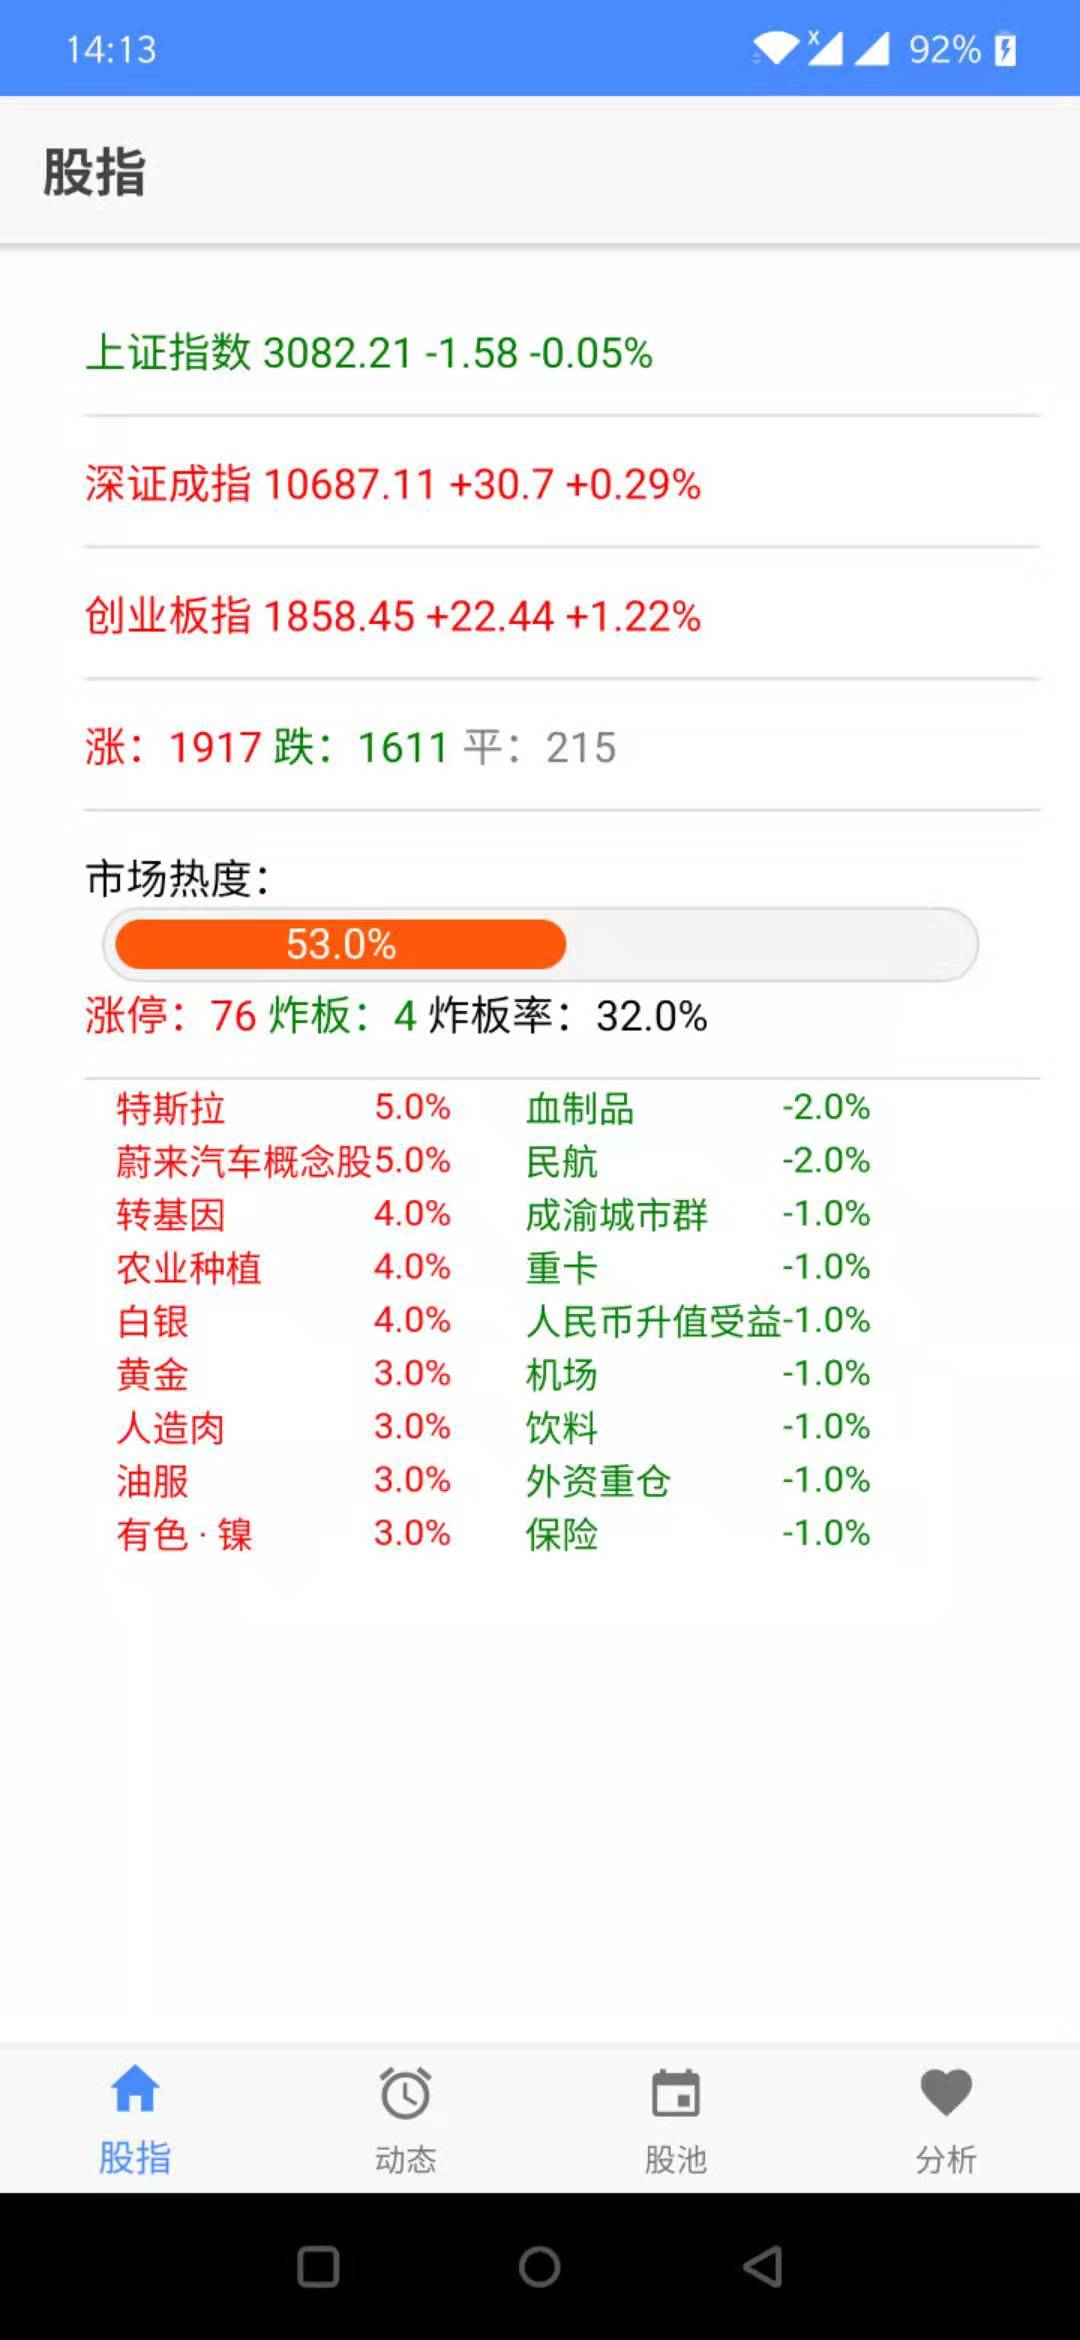 14:13 x 92%
股指
上证指数 3082.21 -1.58 -0.05%
深证成指 10687.11 +30.7 +0.29%
创业板指 1858.45 +22.44 +1.22%
涨：1917 跌：1611 平：215
市场热度：
53.0%
涨停：76 炸板：4 炸板率：32.0%
特斯拉 5.0% 血制品 -2.0%
蔚来汽车概念股 5.0% 民航 -2.0%
转基因 4.0% 成渝城市群 -1.0%
农业种植 4.0% 重卡 -1.0%
白银 4.0% 人民币升值受益 -1.0%
黄金 3.0% 机场 -1.0%
人造肉 3.0% 饮料 -1.0%
油服 3.0% 外资重仓 -1.0%
有色·镍 3.0% 保险 -1.0%
股指 动态 股池 分析